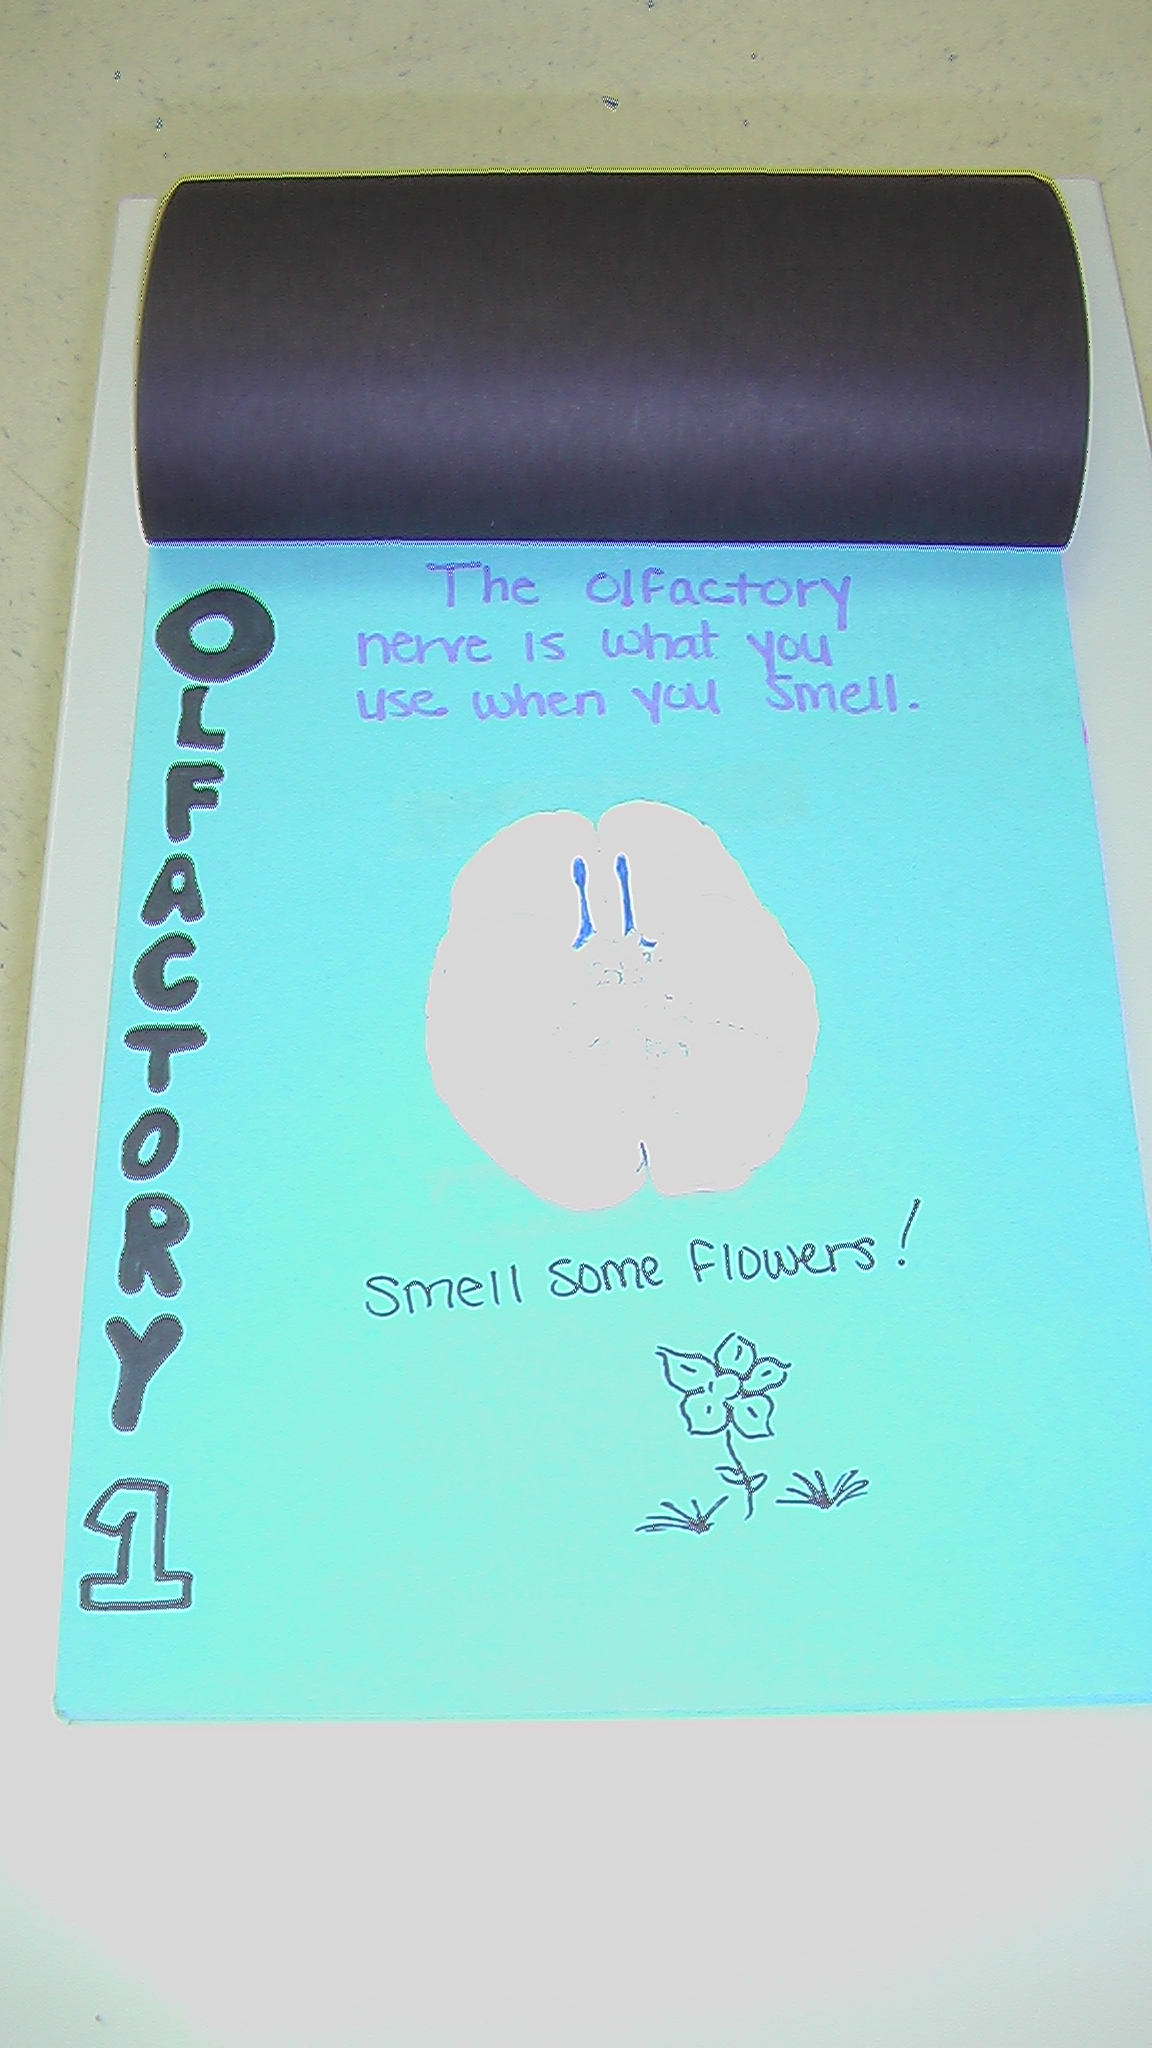 The Olfactory
nerve is what you
use when you smell.
OLFACTORY
1
Smell some flowers!